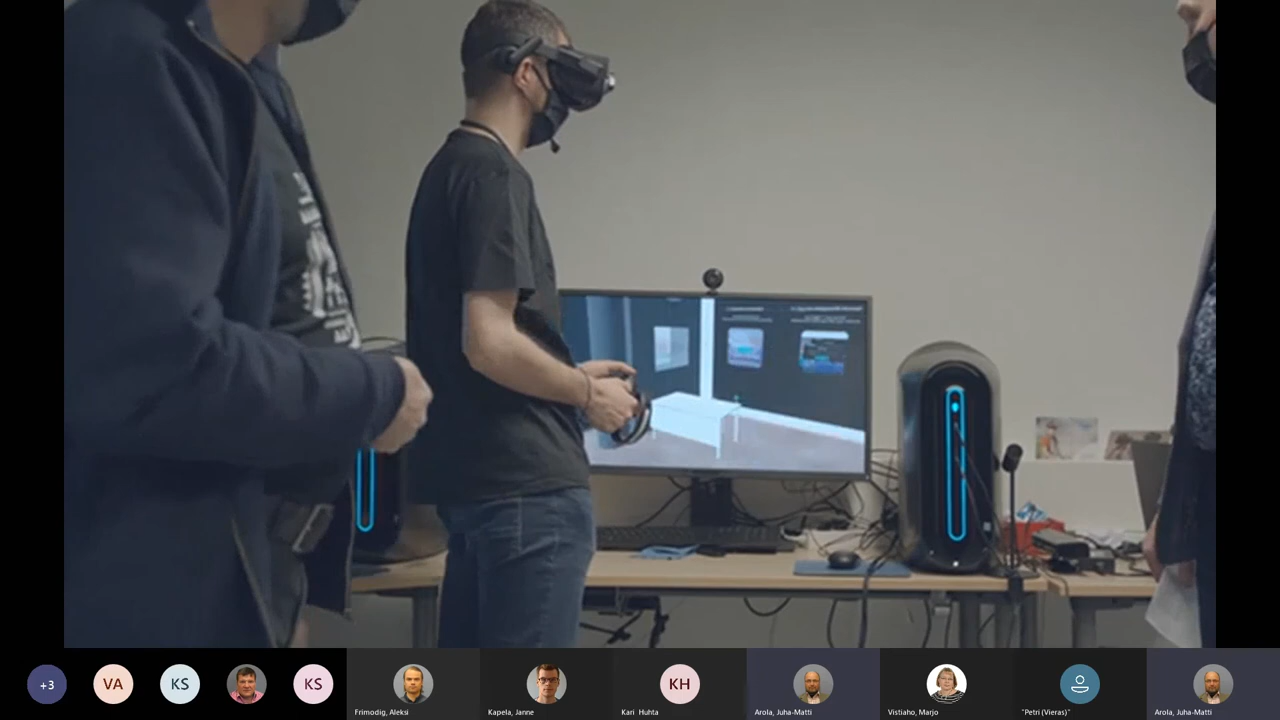 +3
VA
KS
KS
Frimodig, Aleksi
Kapela, Janne
KH
Kari Huhta
Arola, Juha-Matti
Vistiaho, Marjo
"Petri (Vieras)"
Arola, Juha-Matti